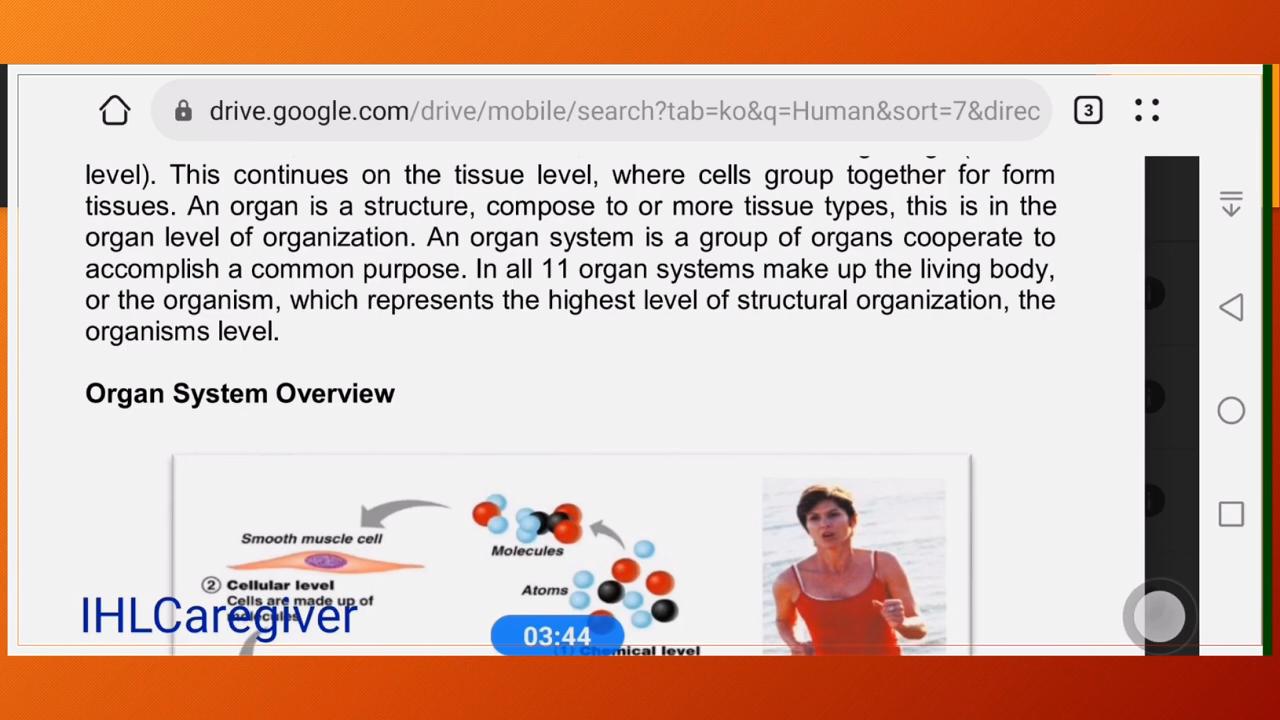 drive.google.com/drive/mobile/search?tab=ko&q=Human&sort=7&direc
3
level). This continues on the tissue level, where cells group together for form
tissues. An organ is a structure, compose to or more tissue types, this is in the
organ level of organization. An organ system is a group of organs cooperate to
accomplish a common purpose. In all 11 organ systems make up the living body,
or the organism, which represents the highest level of structural organization, the
organisms level.
Organ System Overview
Smooth muscle cell
Molecules
② Cellular level
Cells are made up of
molecules
Atoms
IHLCaregiver
03:44
① Chemical level